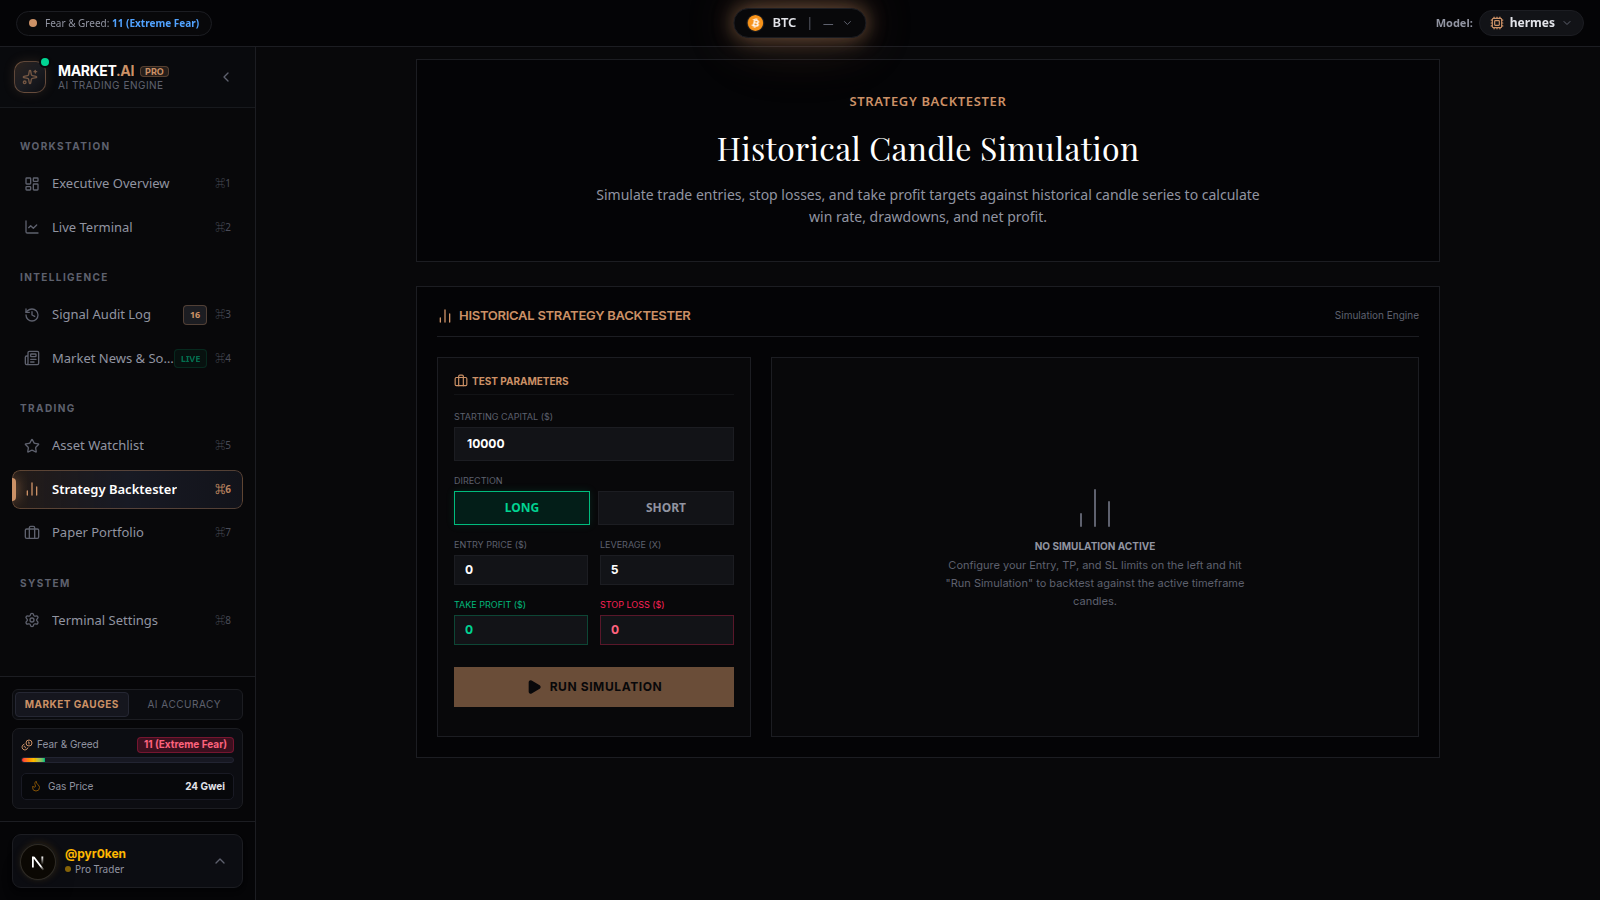 Fear & Greed: 11 (Extreme Fear)
BTC | —
Model: hermes
MARKET.AI PRO
AI TRADING ENGINE
WORKSTATION
Executive Overview ⌘1
Live Terminal ⌘2
INTELLIGENCE
Signal Audit Log 16 ⌘3
Market News & So... LIVE ⌘4
TRADING
Asset Watchlist ⌘5
Strategy Backtester ⌘6
Paper Portfolio ⌘7
SYSTEM
Terminal Settings ⌘8
MARKET GAUGES AI ACCURACY
Fear & Greed 11 (Extreme Fear)
Gas Price 24 Gwei
N
@pyr0ken
Pro Trader
STRATEGY BACKTESTER
Historical Candle Simulation
Simulate trade entries, stop losses, and take profit targets against historical candle series to calculate
win rate, drawdowns, and net profit.
HISTORICAL STRATEGY BACKTESTER Simulation Engine
TEST PARAMETERS
STARTING CAPITAL ($)
10000
DIRECTION
LONG SHORT
ENTRY PRICE ($) LEVERAGE (X)
0 5
TAKE PROFIT ($) STOP LOSS ($)
0 0
RUN SIMULATION
NO SIMULATION ACTIVE
Configure your Entry, TP, and SL limits on the left and hit
"Run Simulation" to backtest against the active timeframe
candles.